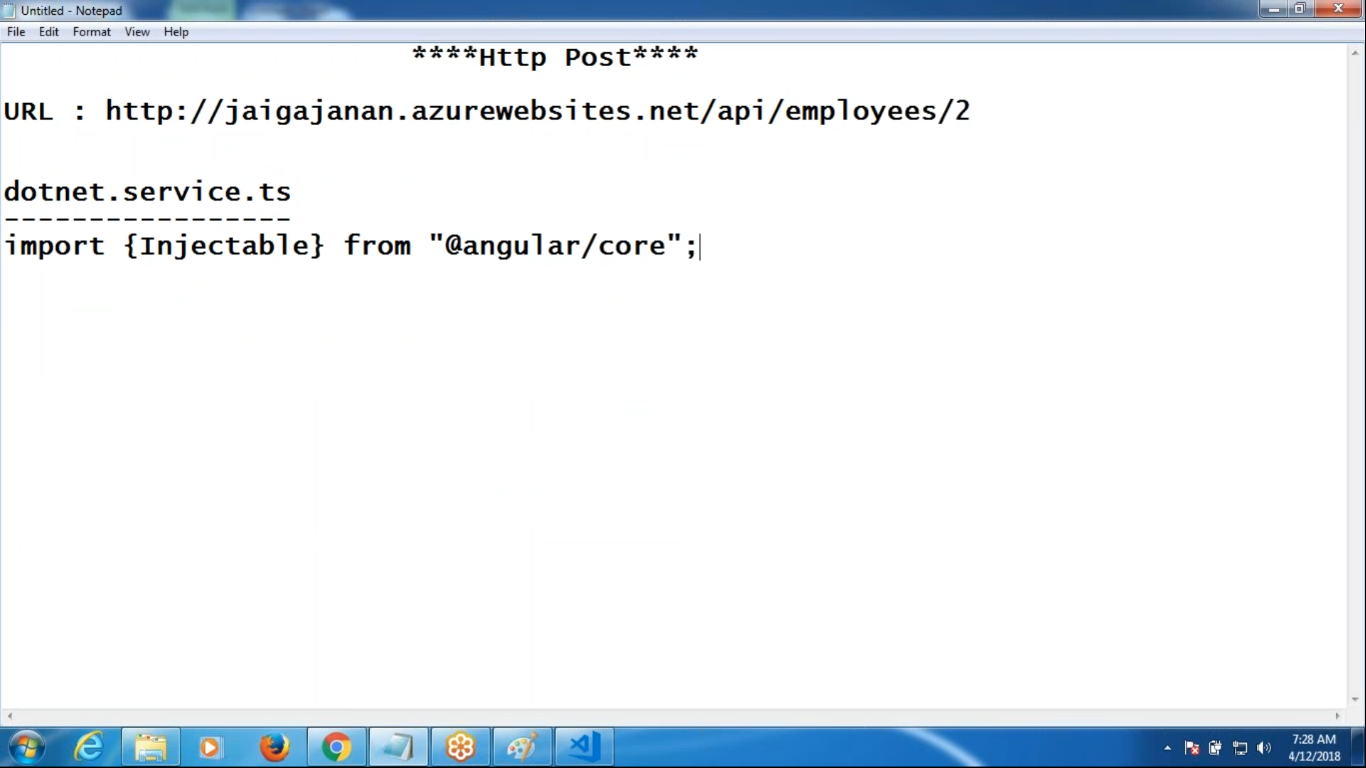 Untitled - Notepad
File Edit Format View Help
****Http Post****
URL : http://jaigajanan.azurewebsites.net/api/employees/2
dotnet.service.ts
-----------------
import {Injectable} from "@angular/core";
7:28 AM
4/12/2018